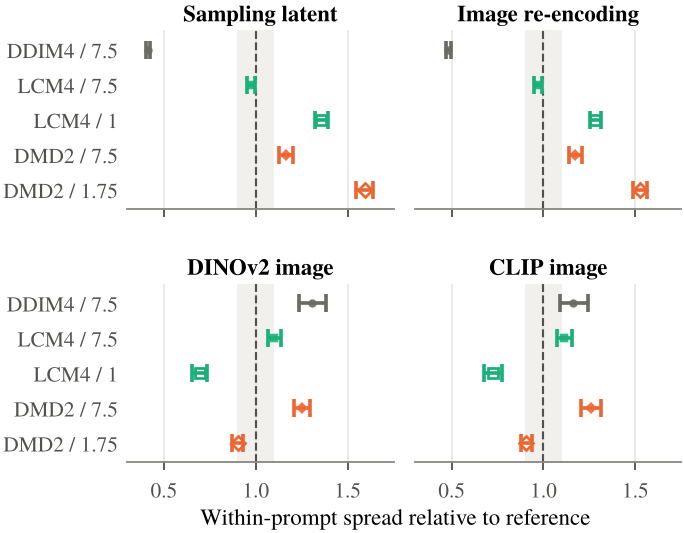 Sampling latent
Image re-encoding
DDIM4 / 7.5
LCM4 / 7.5
LCM4 / 1
DMD2 / 7.5
DMD2 / 1.75
0.5 1.0 1.5
0.5 1.0 1.5
DINOv2 image
CLIP image
DDIM4 / 7.5
LCM4 / 7.5
LCM4 / 1
DMD2 / 7.5
DMD2 / 1.75
Within-prompt spread relative to reference